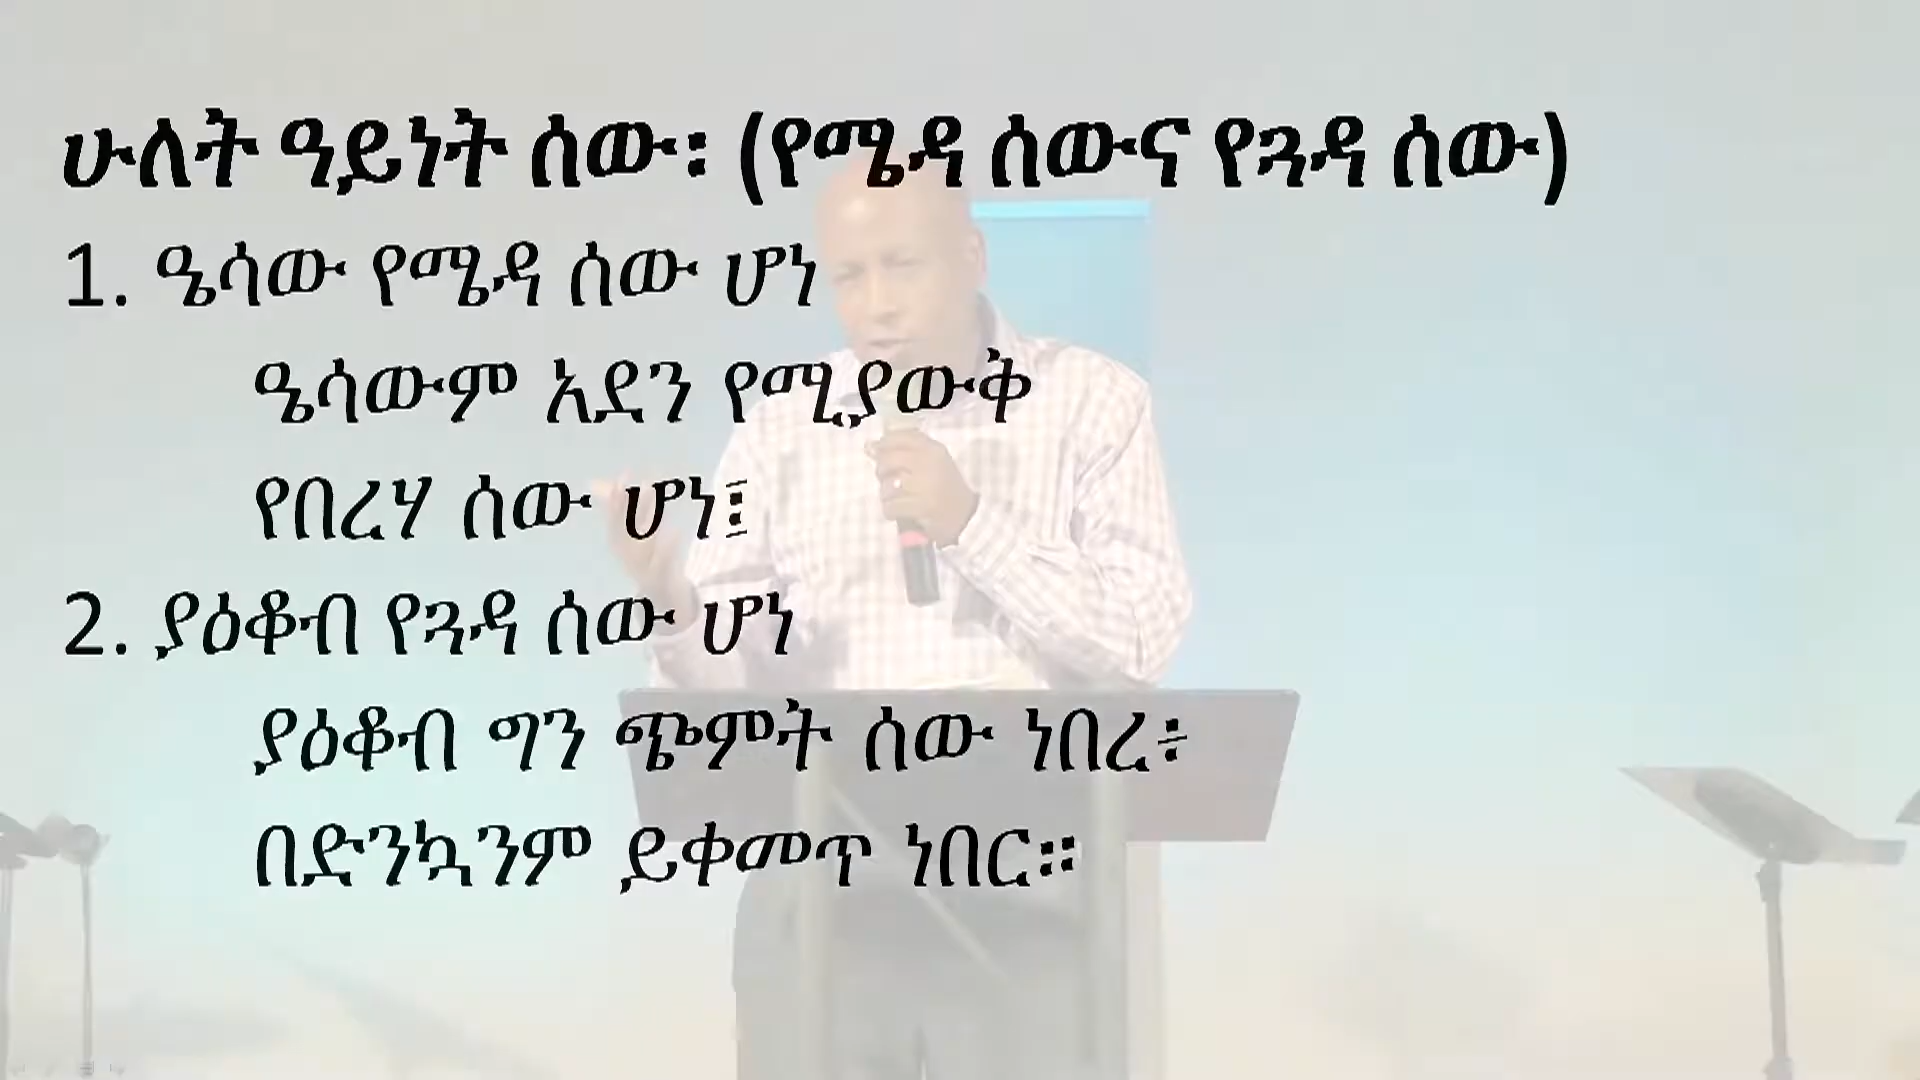 ሁለት ዓይነት ሰው፡ (የሜዳ ሰውና የጓዳ ሰው)
1. ዔሳው የሜዳ ሰው ሆነ
ዔሳውም አደን የሚያውቅ
የበረሃ ሰው ሆነ፤
2. ያዕቆብ የጓዳ ሰው ሆነ
ያዕቆብ ግን ጭምት ሰው ነበረ፥
በድንኳንም ይቀመጥ ነበር።